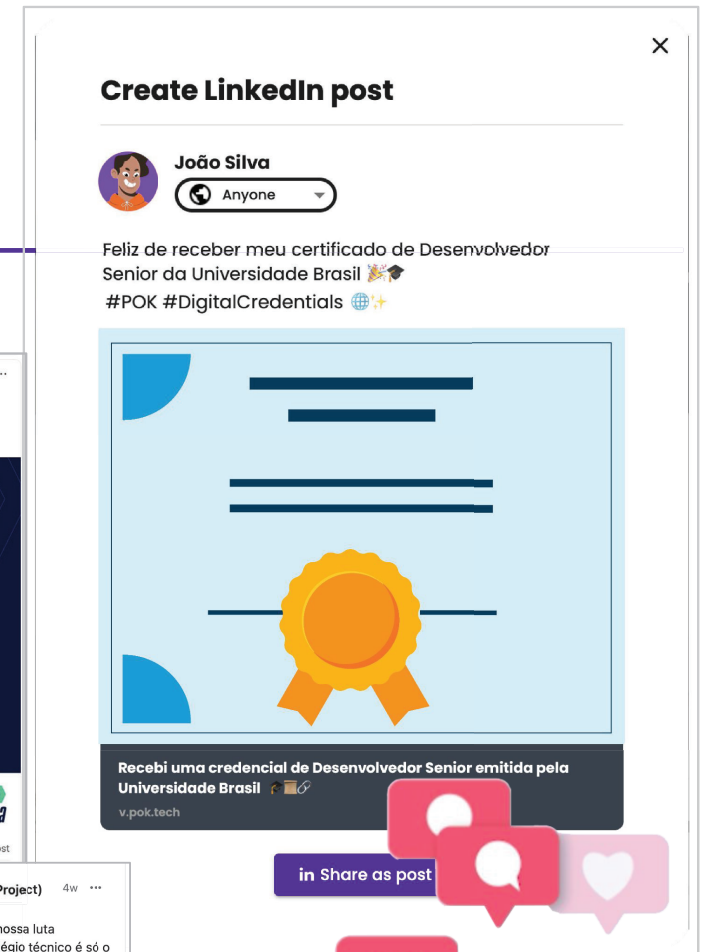 Create LinkedIn post
João Silva
Anyone
Feliz de receber meu certificado de Desenvolvedor
Senior da Universidade Brasil 🎉🎓
#POK #DigitalCredentials 🌐✨
Recebi uma credencial de Desenvolvedor Senior emitida pela
Universidade Brasil 🎓📜🔗
v.pok.tech
in Share as post
Project) 4w ···
nossa luta
técnico é só o